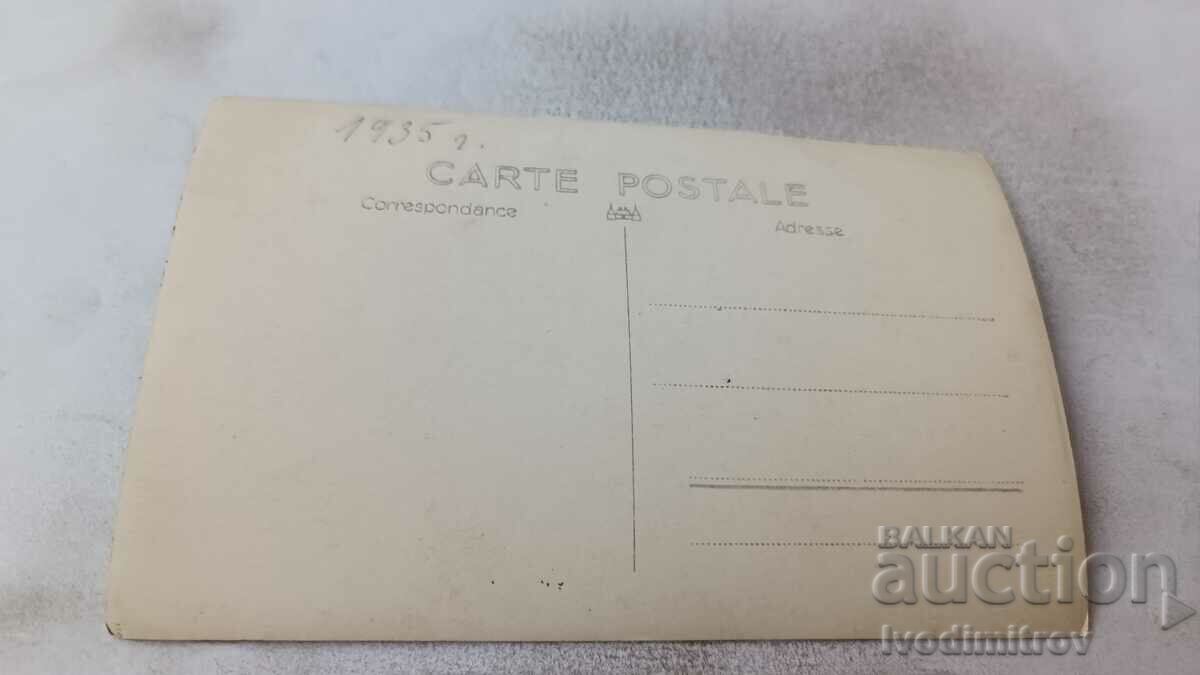 1935 г.
CARTE POSTALE
Correspondance
Adresse
BALKAN
auction
Ivodimitrov